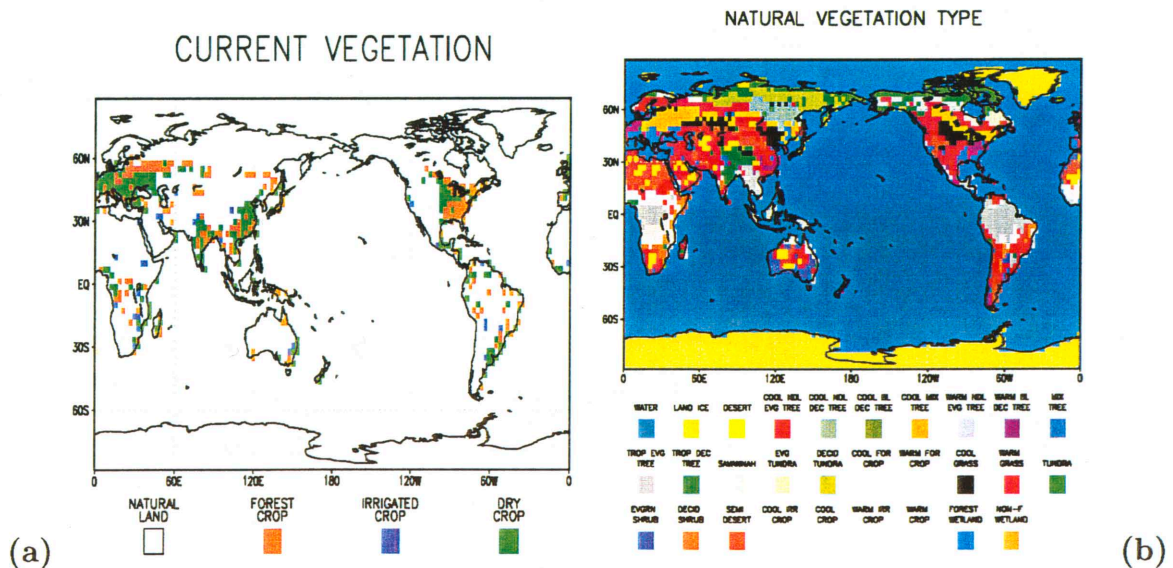 CURRENT VEGETATION
60N
30N
EQ
30S
60S
0 60E 120E 180 120W 60W 0
NATURAL LAND
FOREST CROP
IRRIGATED CROP
DRY CROP
(a)
NATURAL VEGETATION TYPE
60N
30N
EQ
30S
60S
0 60E 120E 180 120W 60W 0
WATER
LAND ICE
DESERT
COOL NDL EVG TREE
COOL NDL DEC TREE
COOL BL DEC TREE
COOL MIX TREE
WARM NDL EVG TREE
WARM BL DEC TREE
MIX TREE
TROP EVG TREE
TROP DEC TREE
SAVANNAH
EVG TUNDRA
DECID TUNDRA
COOL FOR CROP
WARM FOR CROP
COOL GRASS
WARM GRASS
TUNDRA
EVGRN SHRUB
DECID SHRUB
SEMI DESERT
COOL IRR CROP
COOL CROP
WARM IRR CROP
WARM CROP
FOREST WETLAND
NON-F WETLAND
(b)